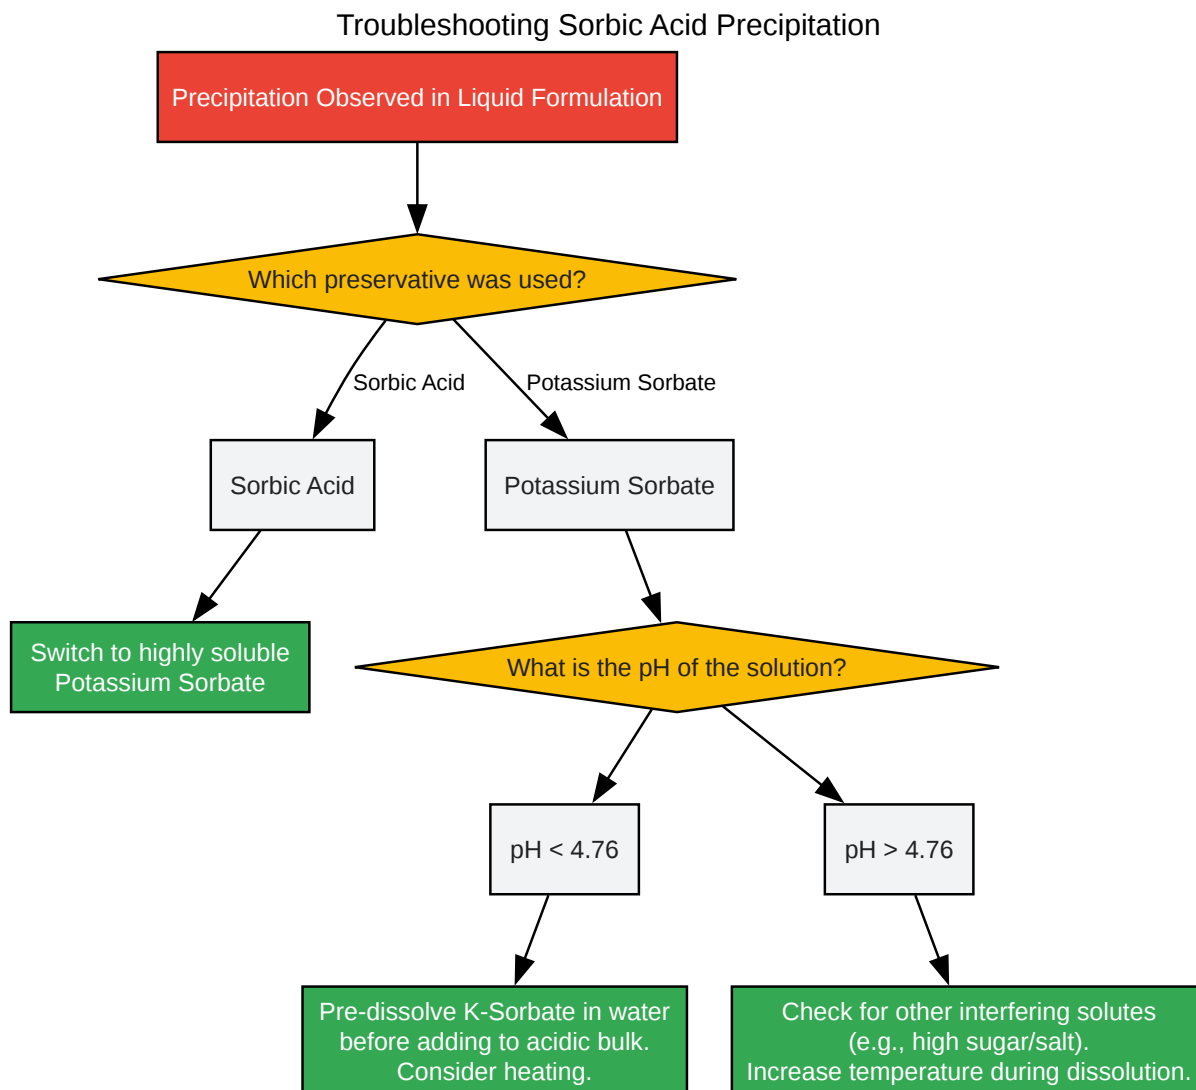 Troubleshooting Sorbic Acid Precipitation
Precipitation Observed in Liquid Formulation
Which preservative was used?
Sorbic Acid
Potassium Sorbate
Sorbic Acid
Potassium Sorbate
Switch to highly soluble
Potassium Sorbate
What is the pH of the solution?
pH < 4.76
pH > 4.76
Pre-dissolve K-Sorbate in water
before adding to acidic bulk.
Consider heating.
Check for other interfering solutes
(e.g., high sugar/salt).
Increase temperature during dissolution.